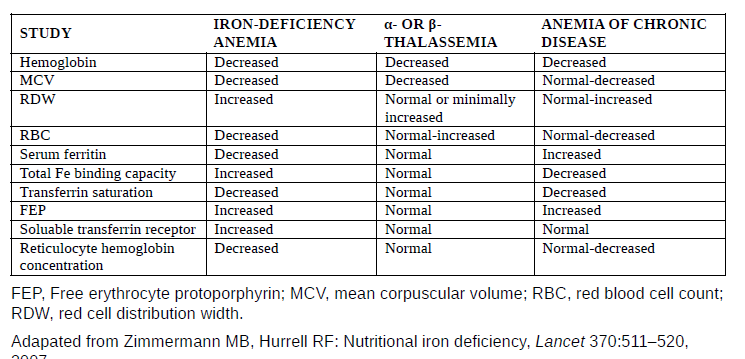 STUDY IRON-DEFICIENCY ANEMIA α- OR β-THALASSEMIA ANEMIA OF CHRONIC DISEASE
Hemoglobin Decreased Decreased Decreased
MCV Decreased Decreased Normal-decreased
RDW Increased Normal or minimally increased Normal-increased
RBC Decreased Normal-increased Normal-decreased
Serum ferritin Decreased Normal Increased
Total Fe binding capacity Increased Normal Decreased
Transferrin saturation Decreased Normal Decreased
FEP Increased Normal Increased
Soluable transferrin receptor Increased Normal Normal
Reticulocyte hemoglobin concentration Decreased Normal Normal-decreased
FEP, Free erythrocyte protoporphyrin; MCV, mean corpuscular volume; RBC, red blood cell count;
RDW, red cell distribution width.
Adapated from Zimmermann MB, Hurrell RF: Nutritional iron deficiency, Lancet 370:511–520,